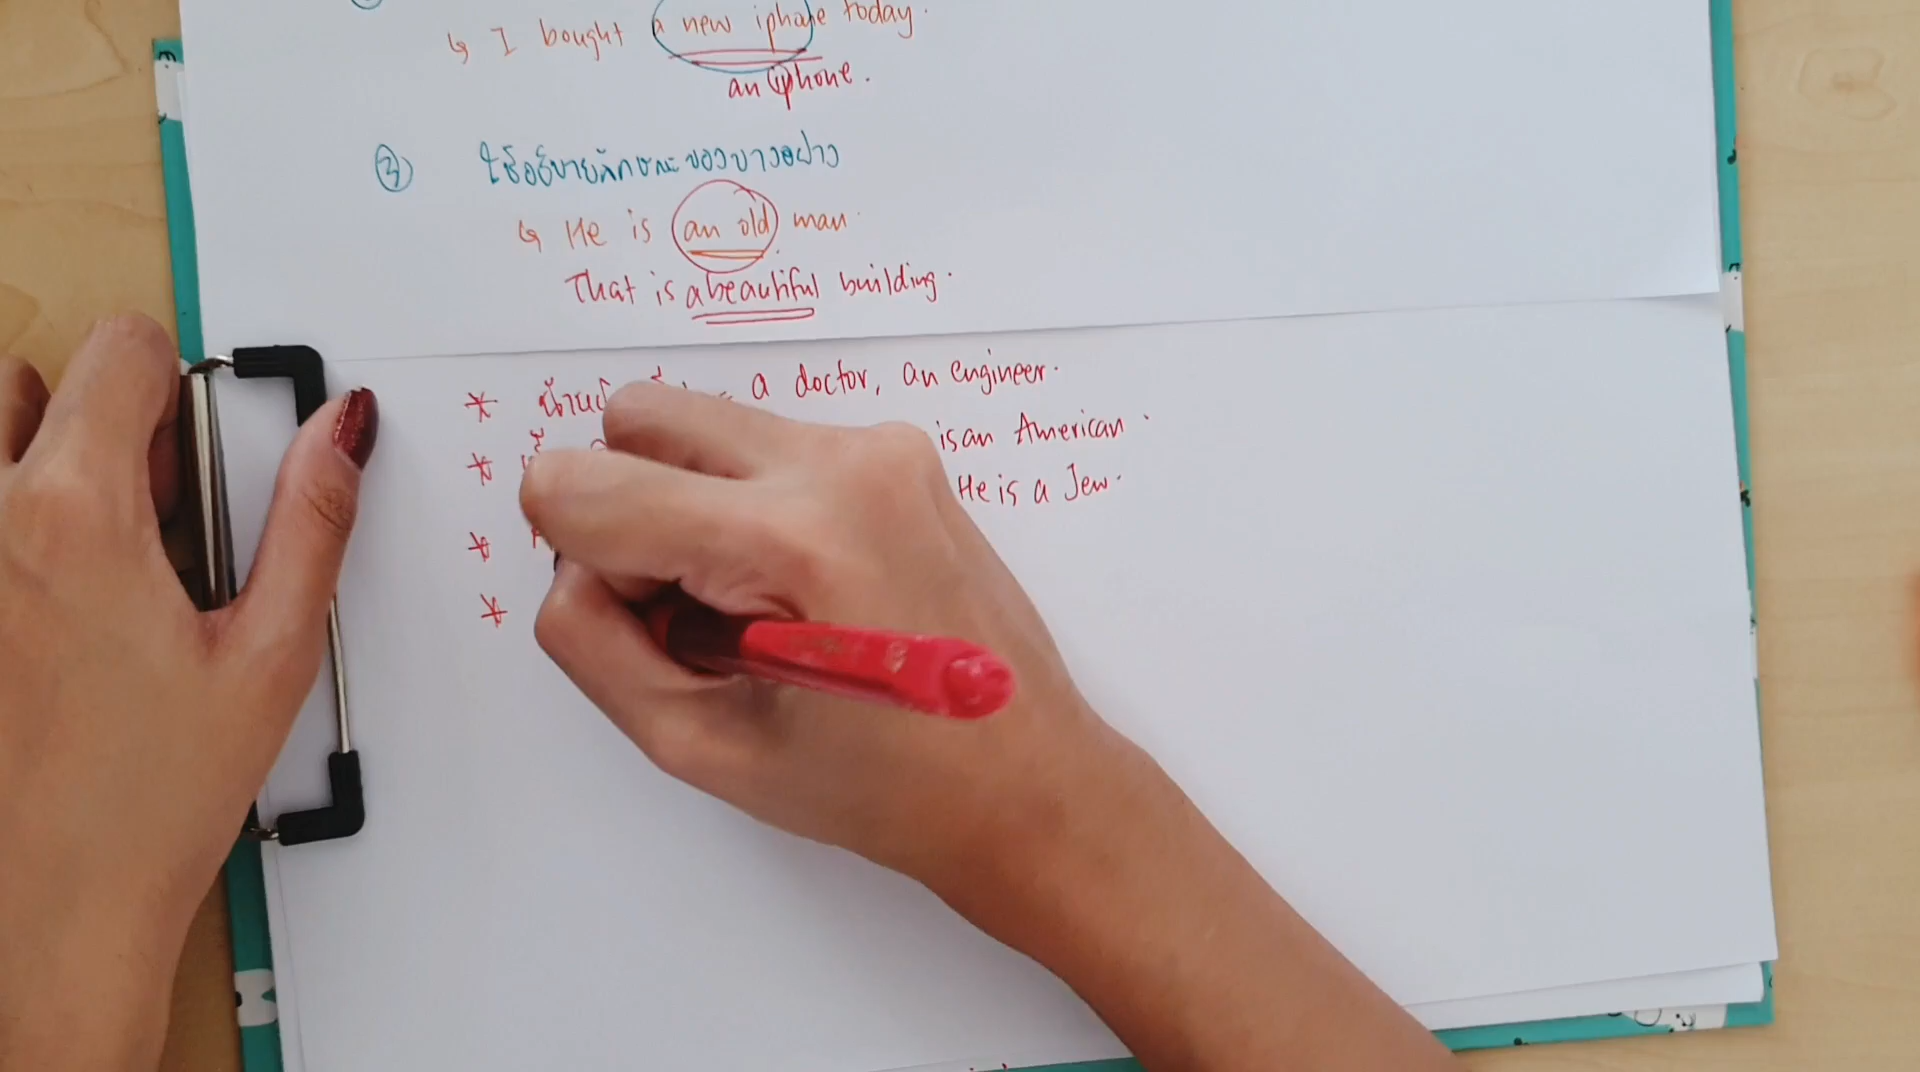 ↳ I bought a new iphone today.
an iphone.
③ ใช้อธิบายลักษณะของบางอย่าง
↳ He is an old man.
That is a beautiful building.
* a doctor, an engineer.
* is an American.
He is a Jew.
*
*